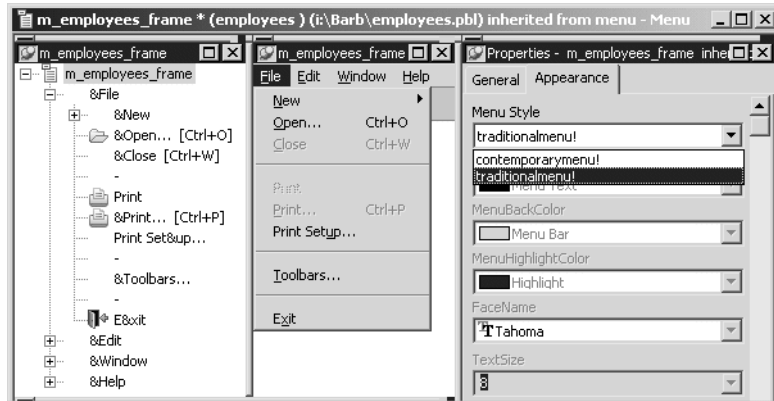 m_employees_frame * (employees ) (i:\Barb\employees.pbl) inherited from menu - Menu
m_employees_frame
m_employees_frame
&File
&New
&Open... [Ctrl+O]
&Close [Ctrl+W]
-
Print
&Print... [Ctrl+P]
Print Set&up...
-
&Toolbars...
-
E&xit
&Edit
&Window
&Help
m_employees_frame
File Edit Window Help
New
Open... Ctrl+O
Close Ctrl+W
Print
Print... Ctrl+P
Print Setup...
Toolbars...
Exit
Properties - m_employees_frame
General Appearance
Menu Style
traditionalmenu!
contemporarymenu!
traditionalmenu!
Menu Text
MenuBackColor
Menu Bar
MenuHighlightColor
Highlight
FaceName
Tahoma
TextSize
8